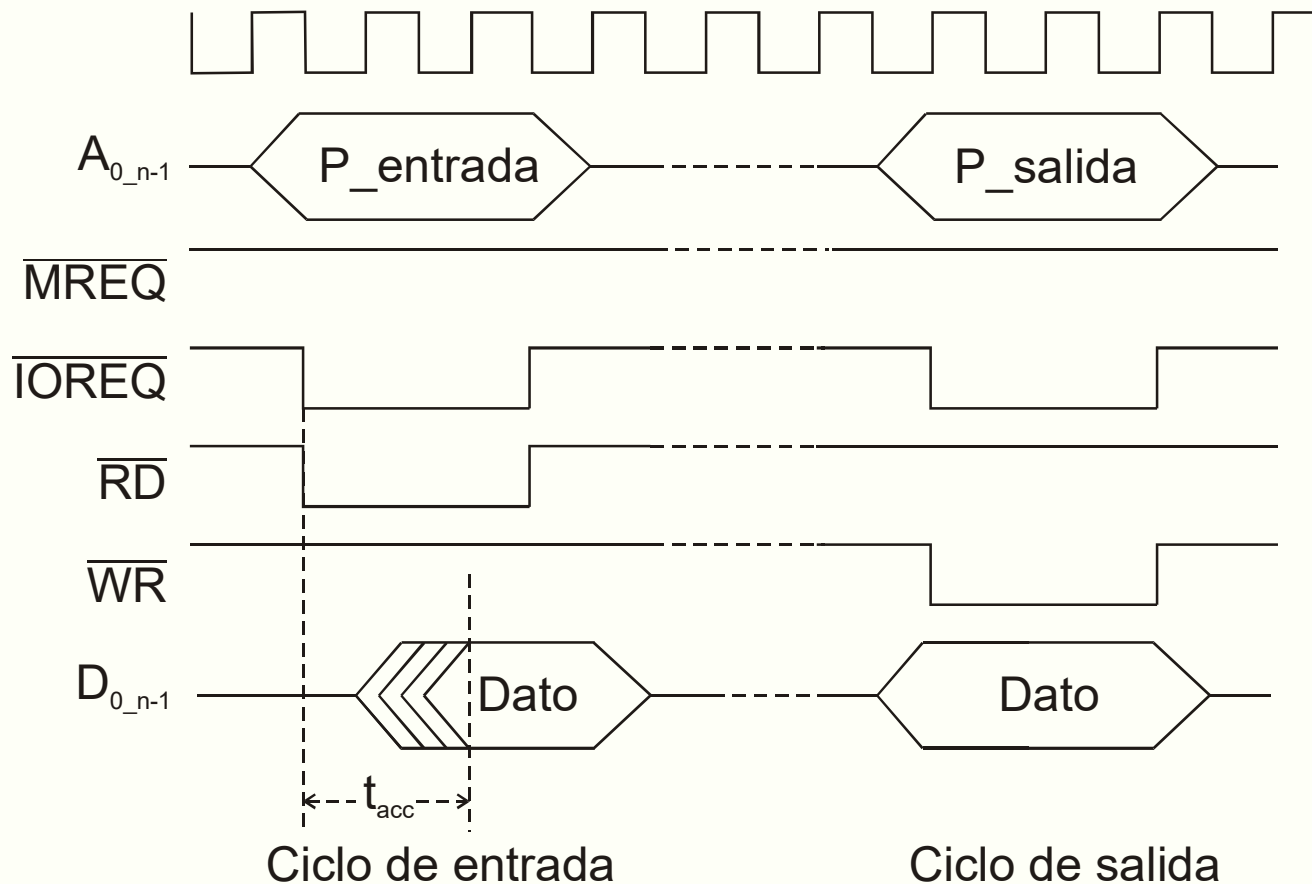 A0_n-1
P_entrada
P_salida
MREQ
IOREQ
RD
WR
D0_n-1
Dato
Dato
tacc
Ciclo de entrada
Ciclo de salida